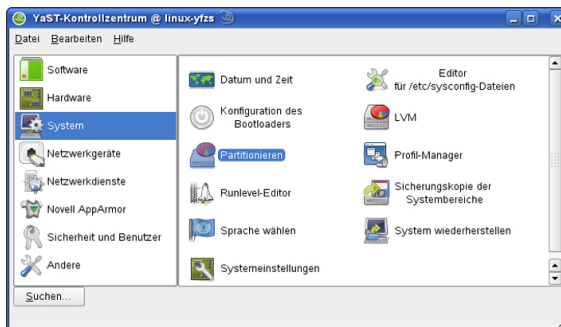 YaST-Kontrollzentrum @ linux-yfzs
Datei Bearbeiten Hilfe
Software
Hardware
System
Netzwerkgeräte
Netzwerkdienste
Novell AppArmor
Sicherheit und Benutzer
Andere
Datum und Zeit
Editor
für /etc/sysconfig-Dateien
Konfiguration des
Bootloaders
LVM
Partitionieren
Profil-Manager
Runlevel-Editor
Sicherungskopie der
Systembereiche
Sprache wählen
System wiederherstellen
Systemeinstellungen
Suchen...